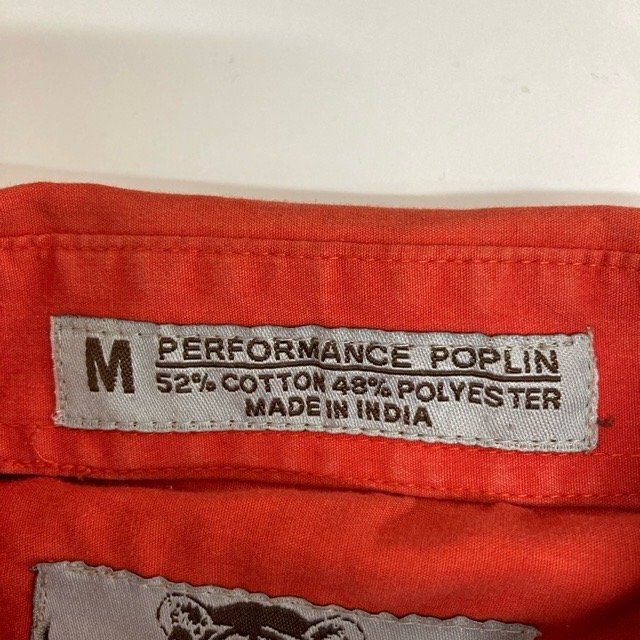 M PERFORMANCE POPLIN
52% COTTON 48% POLYESTER
MADE IN INDIA